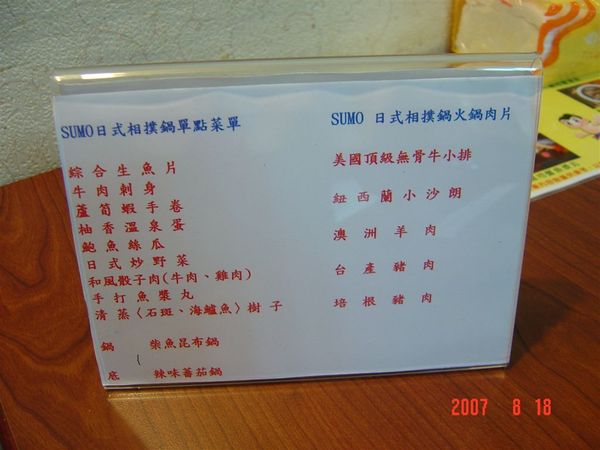 SUMO日式相撲鍋單點菜單
綜合生魚片
牛肉刺身
蘆筍蝦手卷
柚香溫泉蛋
鮑魚絲瓜
日式炒野菜
和風骰子肉(牛肉、雞肉)
手打魚漿丸
清蒸〈石斑、海鱸魚〉樹子
鍋 柴魚昆布鍋
底 辣味蕃茄鍋
SUMO 日式相撲鍋火鍋肉片
美國頂級無骨牛小排
紐西蘭小沙朗
澳洲羊肉
台產豬肉
培根豬肉
2007 8 18